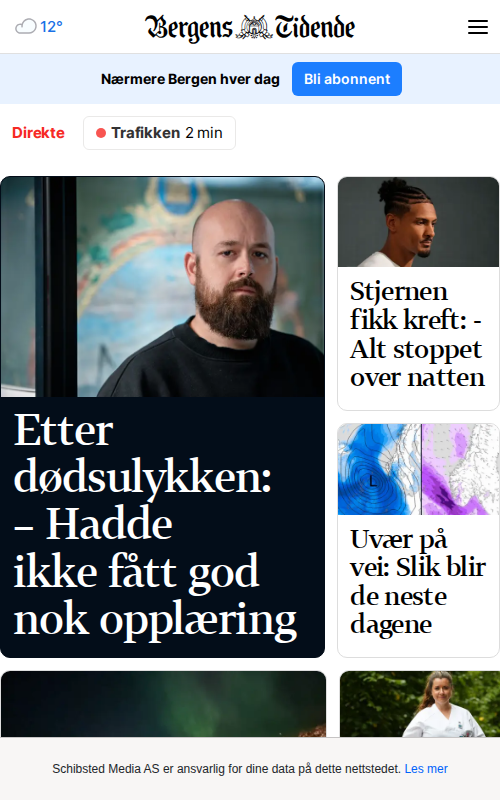 12°
Bergens Tidende
Nærmere Bergen hver dag
Bli abonnent
Direkte
Trafikken 2 min
Etter
dødsulykken:
– Hadde
ikke fått god
nok opplæring
Stjernen
fikk kreft: -
Alt stoppet
over natten
L
Uvær på
vei: Slik blir
de neste
dagene
Schibsted Media AS er ansvarlig for dine data på dette nettstedet. Les mer